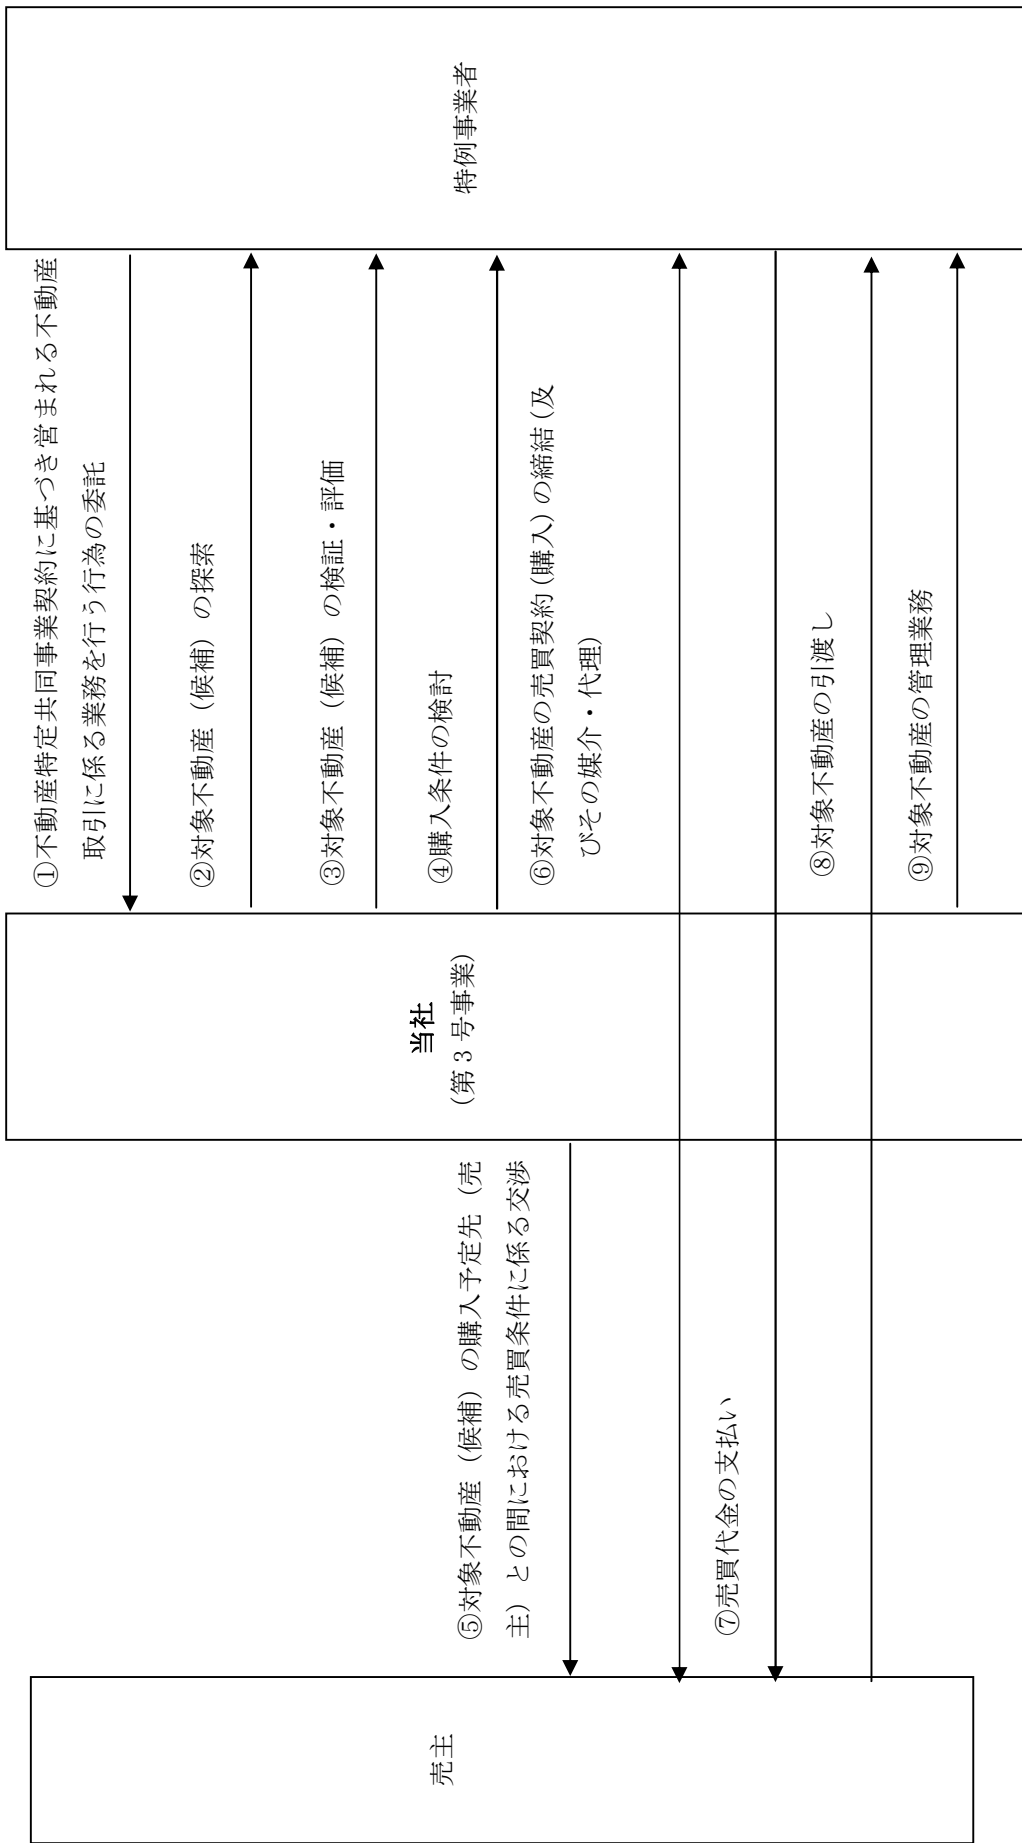 特例事業者
①不動産特定共同事業契約に基づき営まれる不動産
取引に係る業務を行う行為の委託
②対象不動産（候補）の探索
③対象不動産（候補）の検証・評価
④購入条件の検討
⑥対象不動産の売買契約(購入)の締結(及
びその媒介・代理)
⑧対象不動産の引渡し
⑨対象不動産の管理業務
当社
(第 3 号事業)
⑤対象不動産（候補）の購入予定先（売
主）との間における売買条件に係る交渉
⑦売買代金の支払い
売主